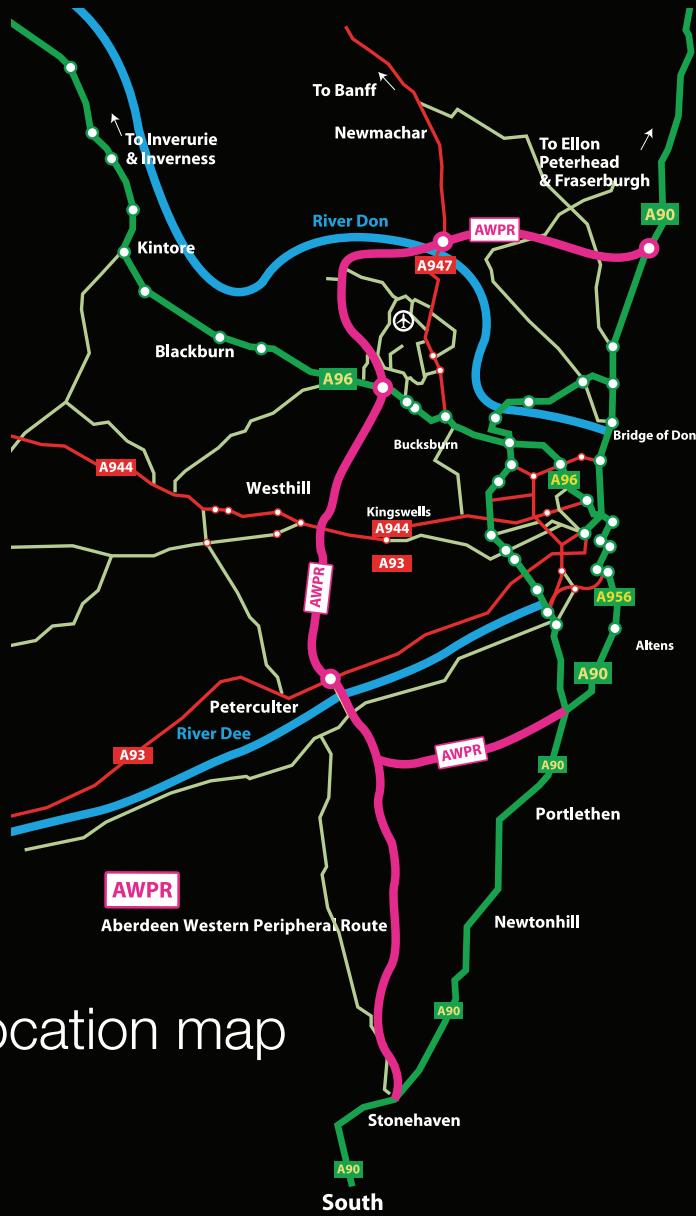 To Banff
Newmachar
To Inverurie
& Inverness
To Ellon
Peterhead
& Fraserburgh
A90
River Don
AWPR
A947
Kintore
Blackburn
A96
Bucksburn
Bridge of Don
A944
Westhill
A96
Kingswells
A944
A93
AWPR
A956
Altens
A90
Peterculter
River Dee
A93
AWPR
A90
Portlethen
AWPR
Aberdeen Western Peripheral Route
Newtonhill
A90
ocation map
Stonehaven
A90
South